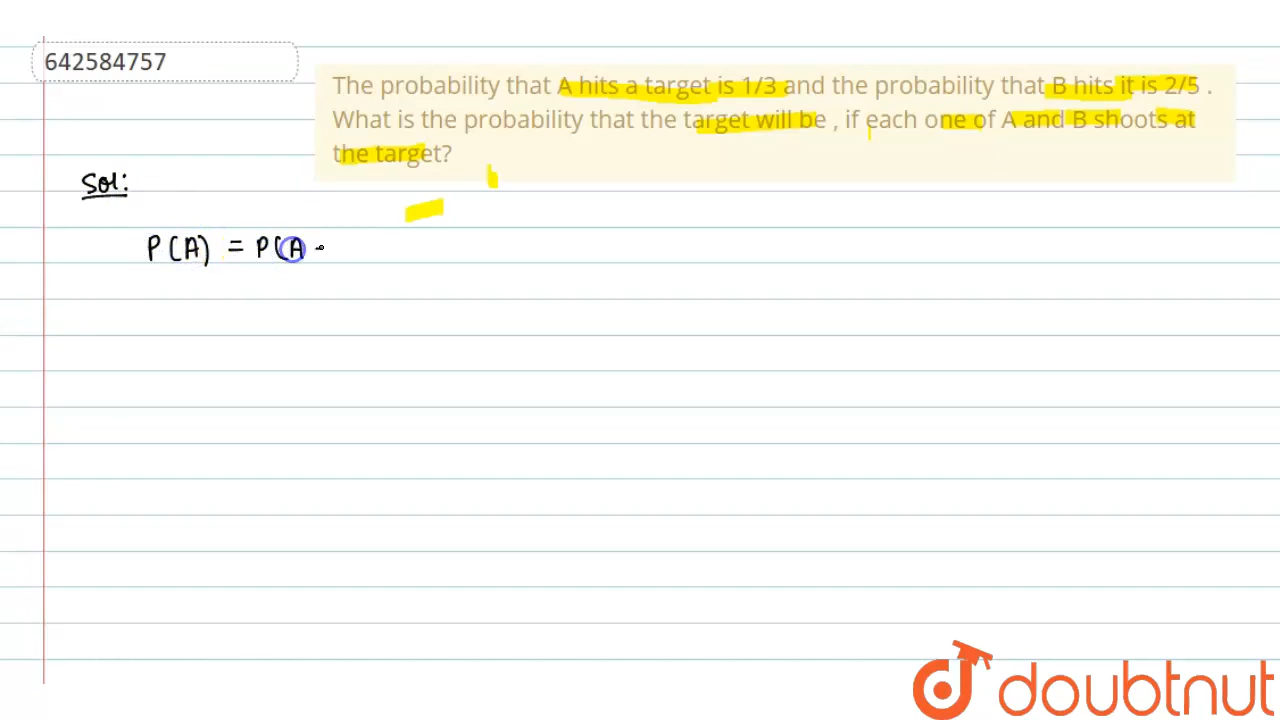 642584757
The probability that A hits a target is 1/3 and the probability that B hits it is 2/5 .
What is the probability that the target will be , if each one of A and B shoots at
the target?
Sol:
P(A) = P(A
doubtnut